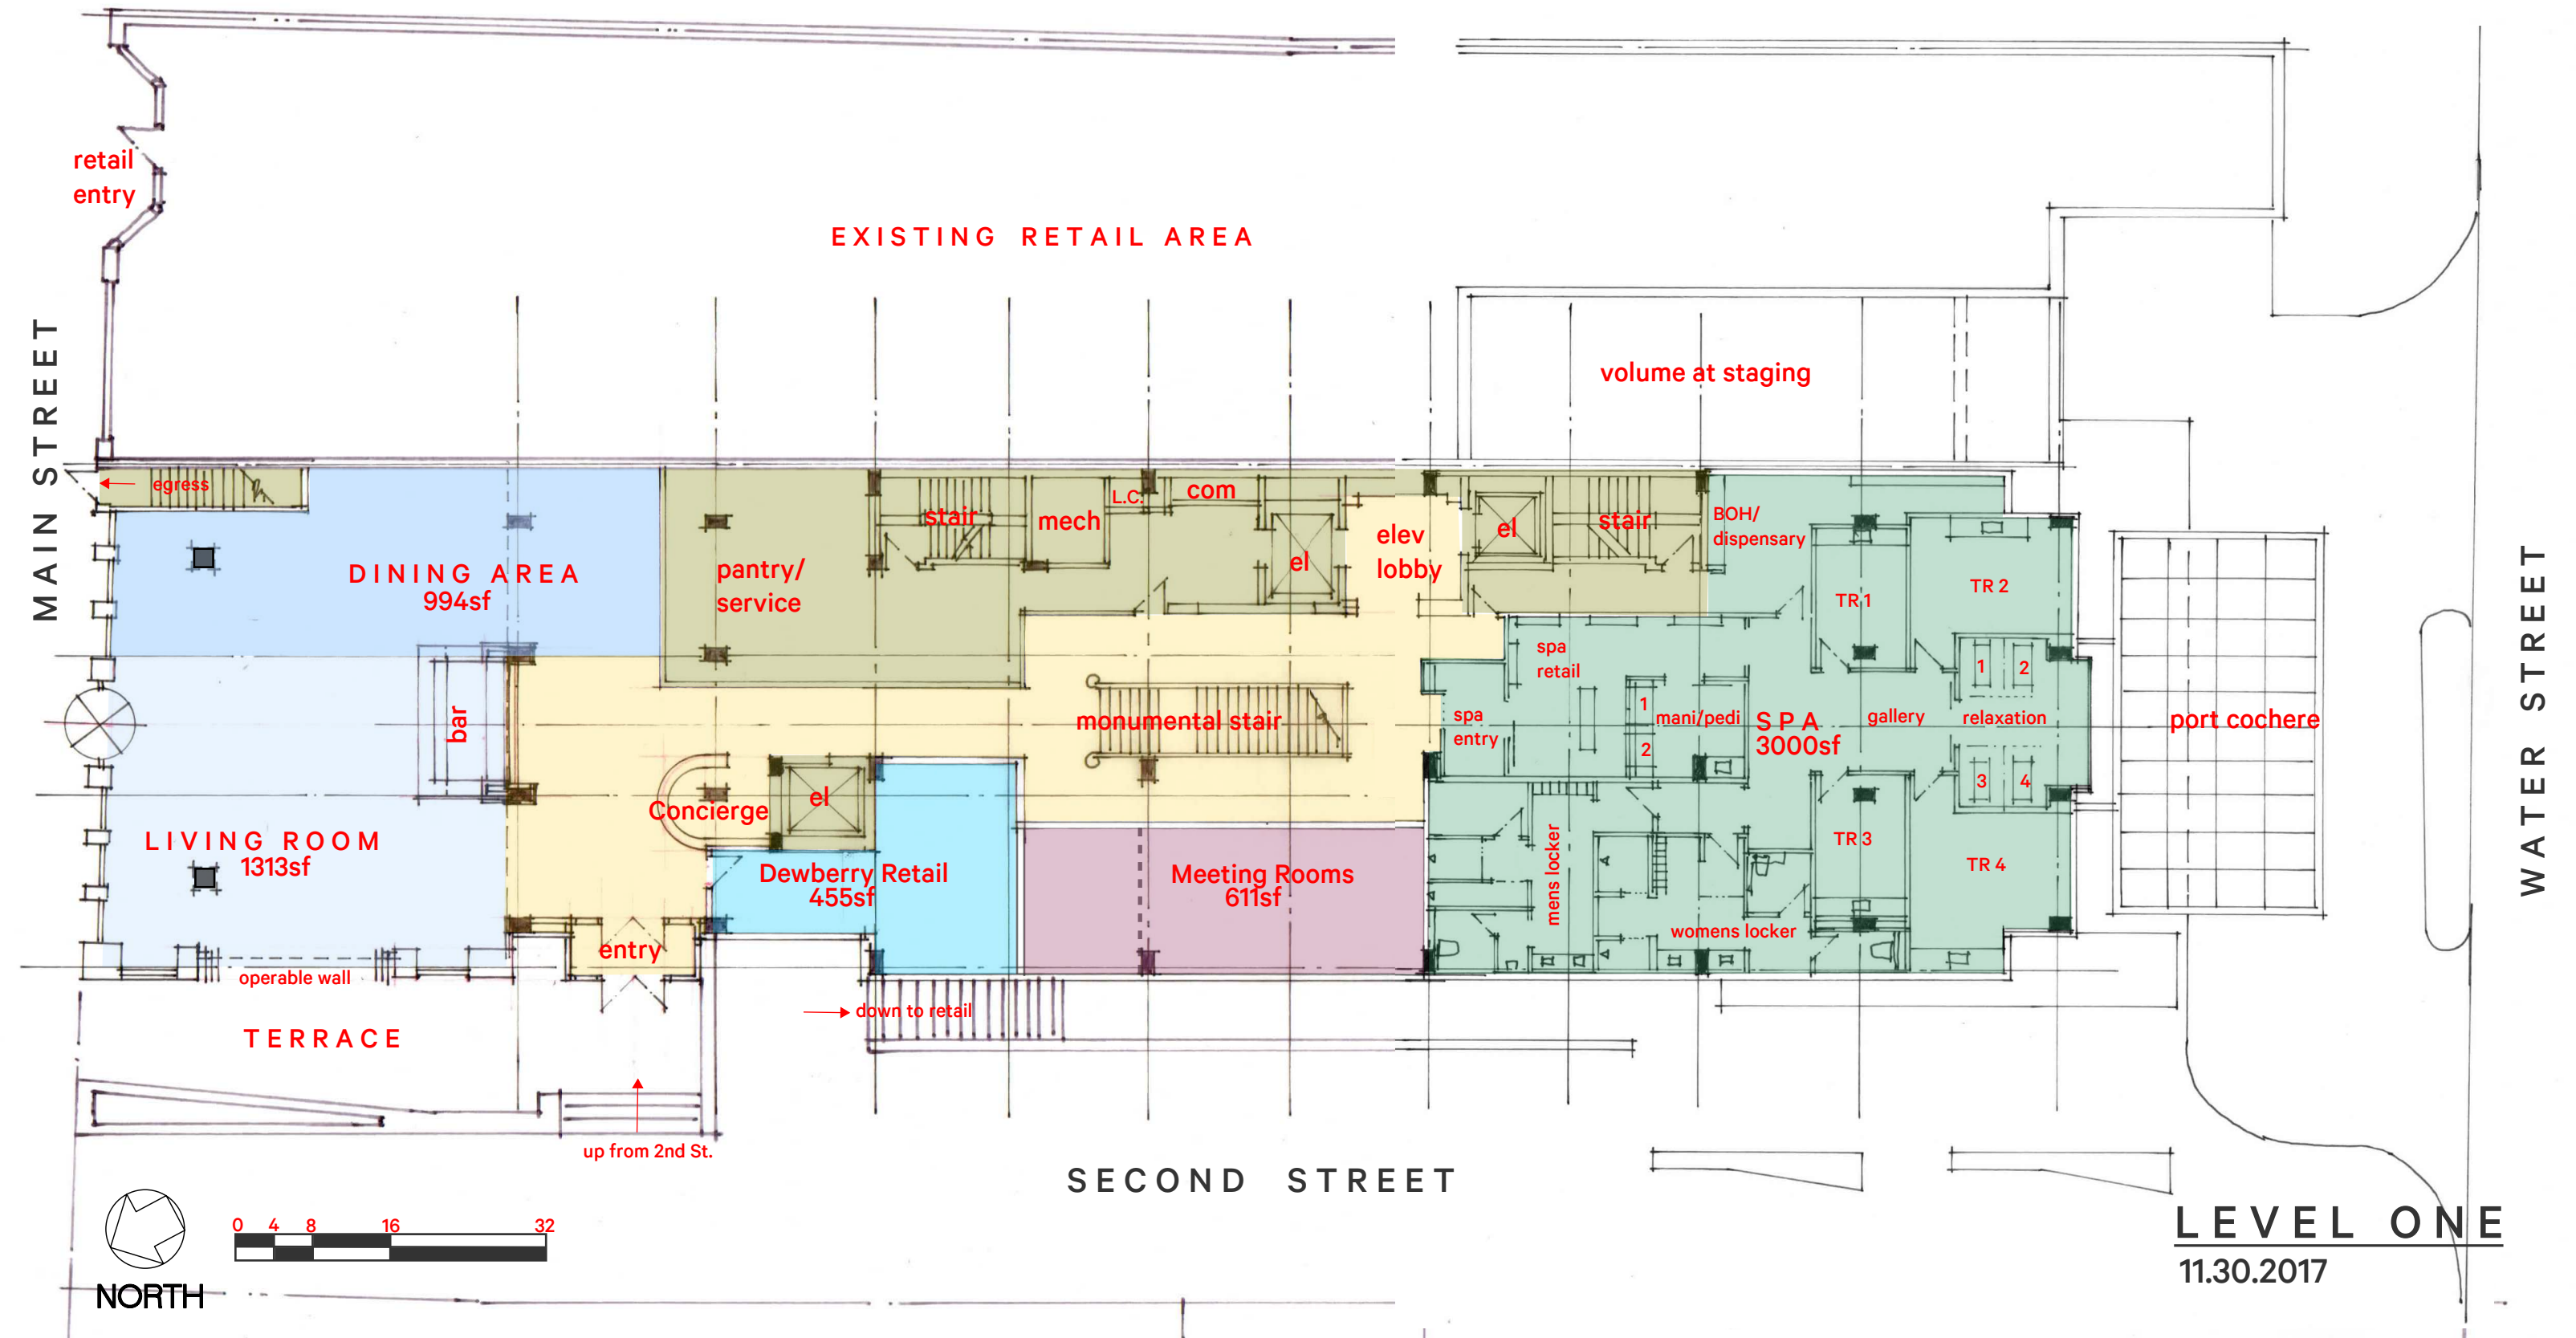 retail
entry
EXISTING RETAIL AREA
MAIN STREET
volume at staging
egress
stair
mech
L.C.
com
el
elev
lobby
el
stair
BOH/
dispensary
DINING AREA
994sf
pantry/
service
TR 1
TR 2
spa
retail
1
2
bar
monumental stair
spa
entry
1
2
mani/pedi
SPA
3000sf
gallery
relaxation
port cochere
WATER STREET
3
4
Concierge
el
LIVING ROOM
1313sf
Dewberry Retail
455sf
Meeting Rooms
611sf
mens locker
TR 3
TR 4
womens locker
entry
operable wall
down to retail
TERRACE
up from 2nd St.
SECOND STREET
0 4 8 16 32
NORTH
LEVEL ONE
11.30.2017